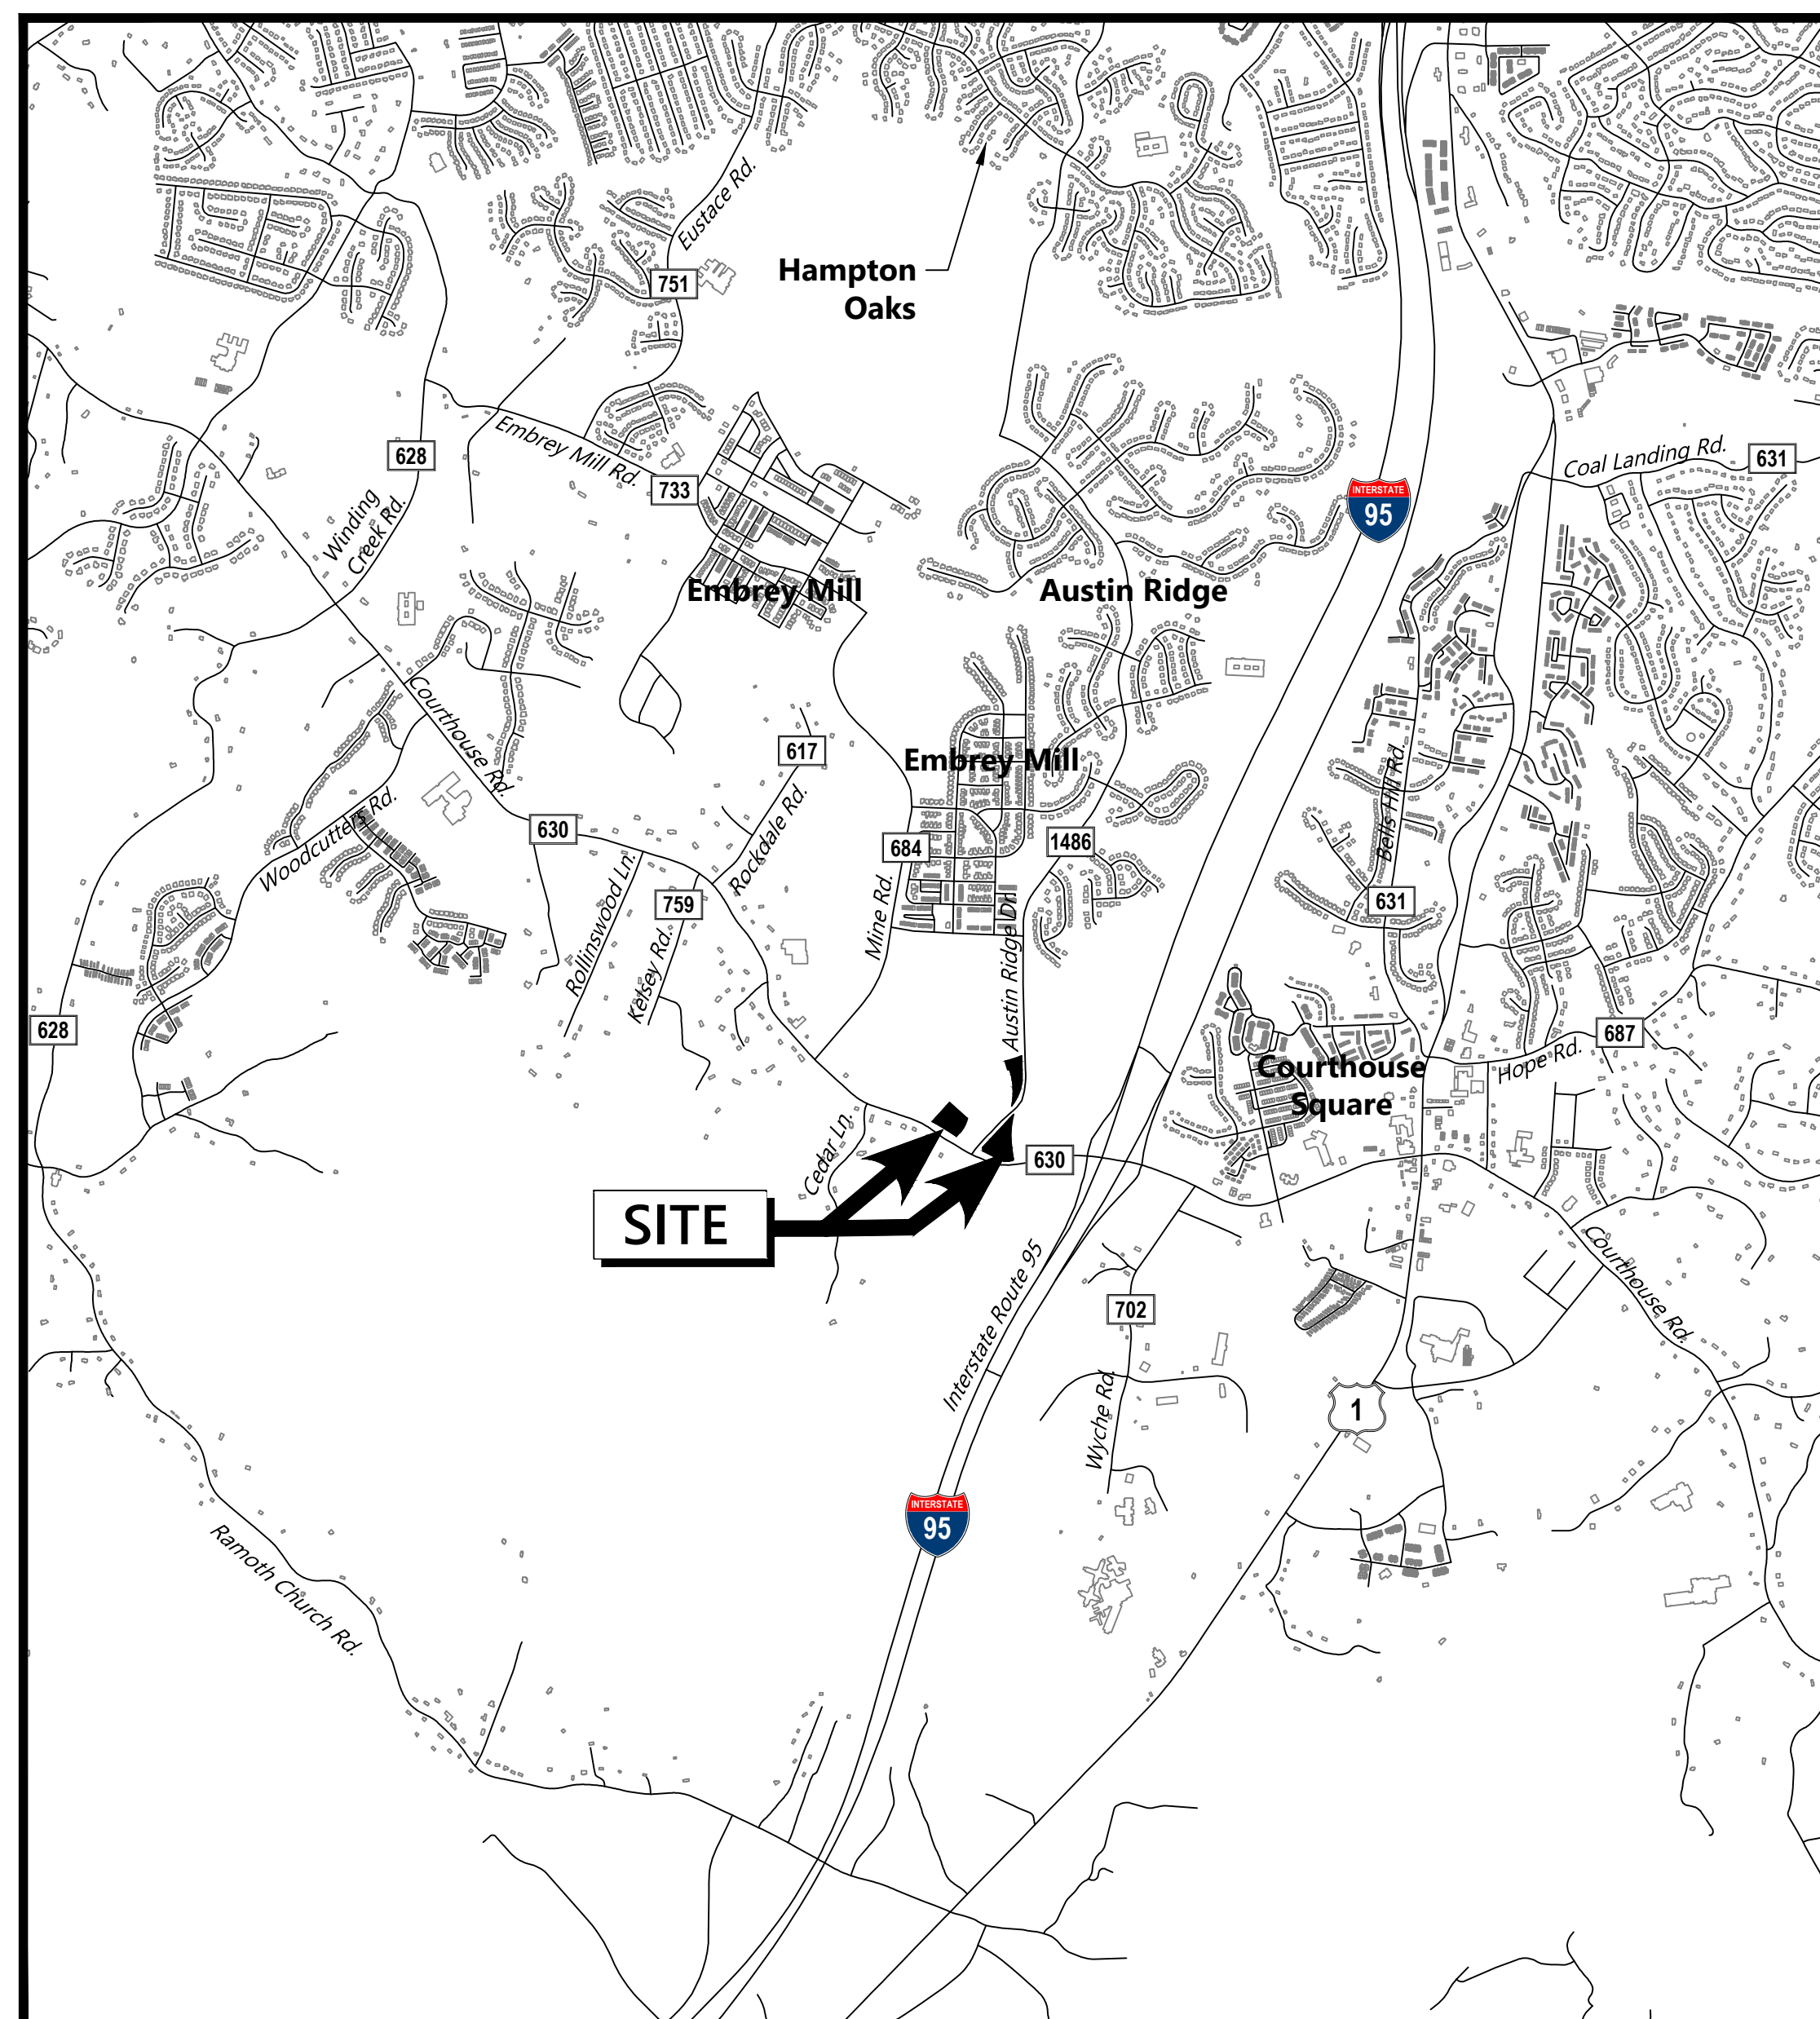 Eustace Rd.
751
Hampton
Oaks
628
Embrey Mill Rd.
733
Coal Landing Rd.
631
INTERSTATE
95
Winding
Creek Rd.
Embrey Mill
Austin Ridge
Courthouse Rd.
617
Embrey Mill
Bells Hill Rd.
Woodcutters Rd.
630
Rockdale Rd.
684
1486
Rollinswood Ln.
759
Mine Rd.
Austin Ridge Dr.
631
Kelsey Rd.
628
687
Hope Rd.
Courthouse
Square
Cedar Ln.
630
SITE
Interstate Route 95
702
Courthouse Rd.
Wyche Rd.
1
INTERSTATE
95
Ramoth Church Rd.